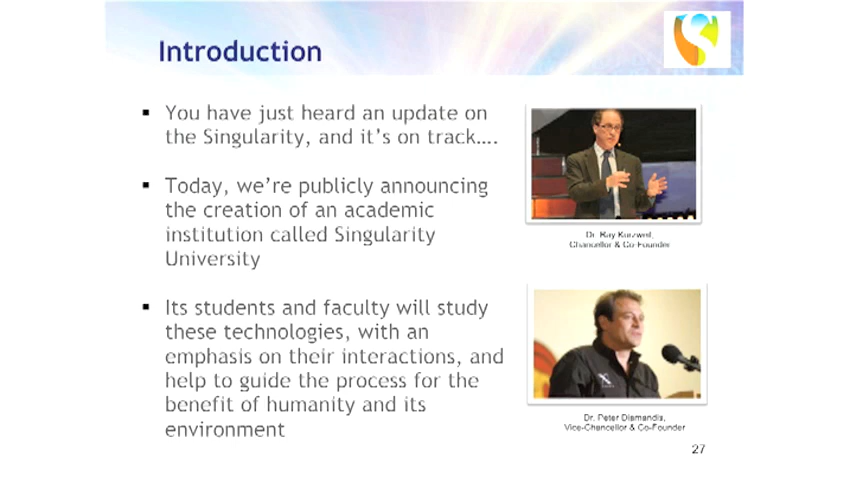 Introduction
▪ You have just heard an update on
the Singularity, and it's on track....
▪ Today, we're publicly announcing
the creation of an academic
institution called Singularity
University
▪ Its students and faculty will study
these technologies, with an
emphasis on their interactions, and
help to guide the process for the
benefit of humanity and its
environment
Dr. Ray Kurzweil,
Chancellor & Co-Founder
Dr. Peter Diamandis,
Vice-Chancellor & Co-Founder
27